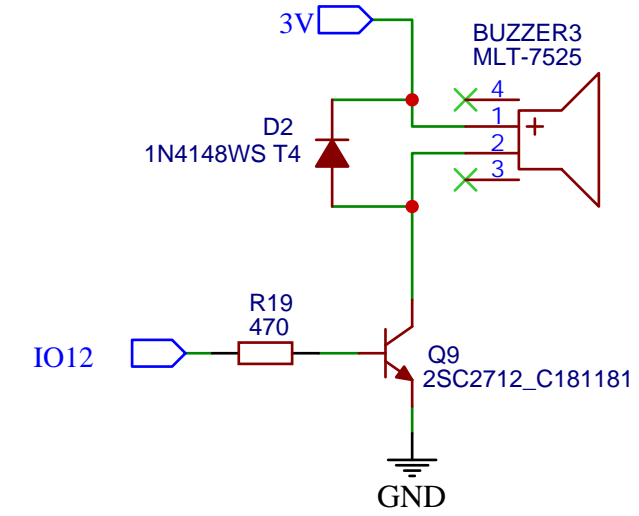 3V
BUZZER3
MLT-7525
4
1
+
2
3
D2
1N4148WS T4
R19
470
IO12
Q9
2SC2712_C181181
GND